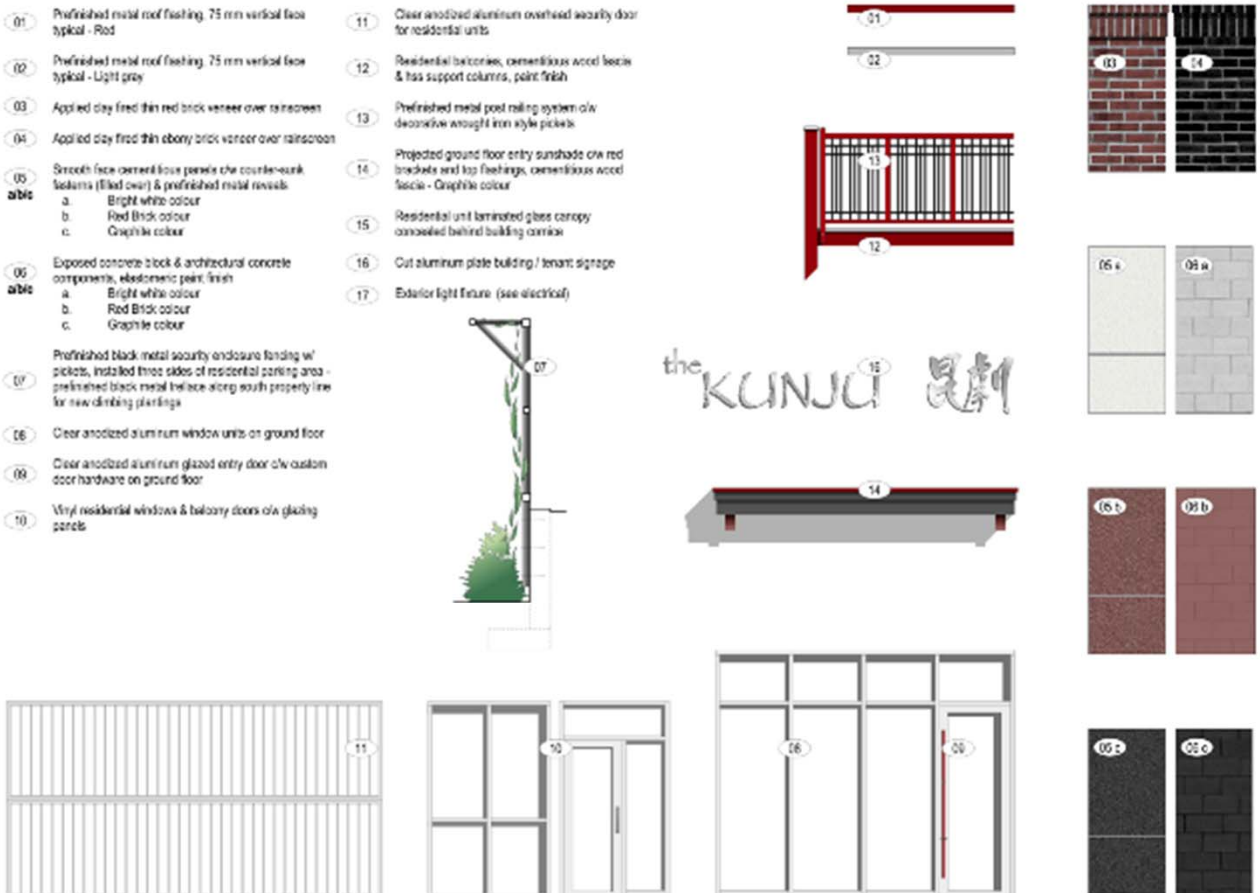 01 Prefinished metal roof flashing, 75 mm vertical face
typical - Red
02 Prefinished metal roof flashing, 75 mm vertical face
typical - Light gray
03 Applied clay fired thin red brick veneer over rainscreen
04 Applied clay fired thin ebony brick veneer over rainscreen
05 Smooth face cementitious panels c/w counter-sunk
a/b/c fasteners (filled over) & prefinished metal reveals
a. Bright white colour
b. Red Brick colour
c. Graphite colour
06 Exposed concrete block & architectural concrete
a/b/c components, elastomeric paint finish
a. Bright white colour
b. Red Brick colour
c. Graphite colour
07 Prefinished black metal security enclosure fencing w/
pickets, installed three sides of residential parking area -
prefinished black metal trellace along south property line
for new climbing plantings
08 Clear anodized aluminum window units on ground floor
09 Clear anodized aluminum glazed entry door c/w custom
door hardware on ground floor
10 Vinyl residential windows & balcony doors c/w glazing
panels
11 Clear anodized aluminum overhead security door
for residential units
12 Residential balconies, cementitious wood fascia
& hss support columns, paint finish
13 Prefinished metal post railing system c/w
decorative wrought iron style pickets
14 Projected ground floor entry sunshade c/w red
brackets and top flashings, cementitious wood
fascia - Graphite colour
15 Residential unit laminated glass canopy
concealed behind building cornice
16 Cut aluminum plate building / tenant signage
17 Exterior light fixture (see electrical)
01
02
03
04
13
12
05 a
06 a
07
the KUNJU 昆劇
16
14
05 b
06 b
11
10
08
09
05 c
06 c